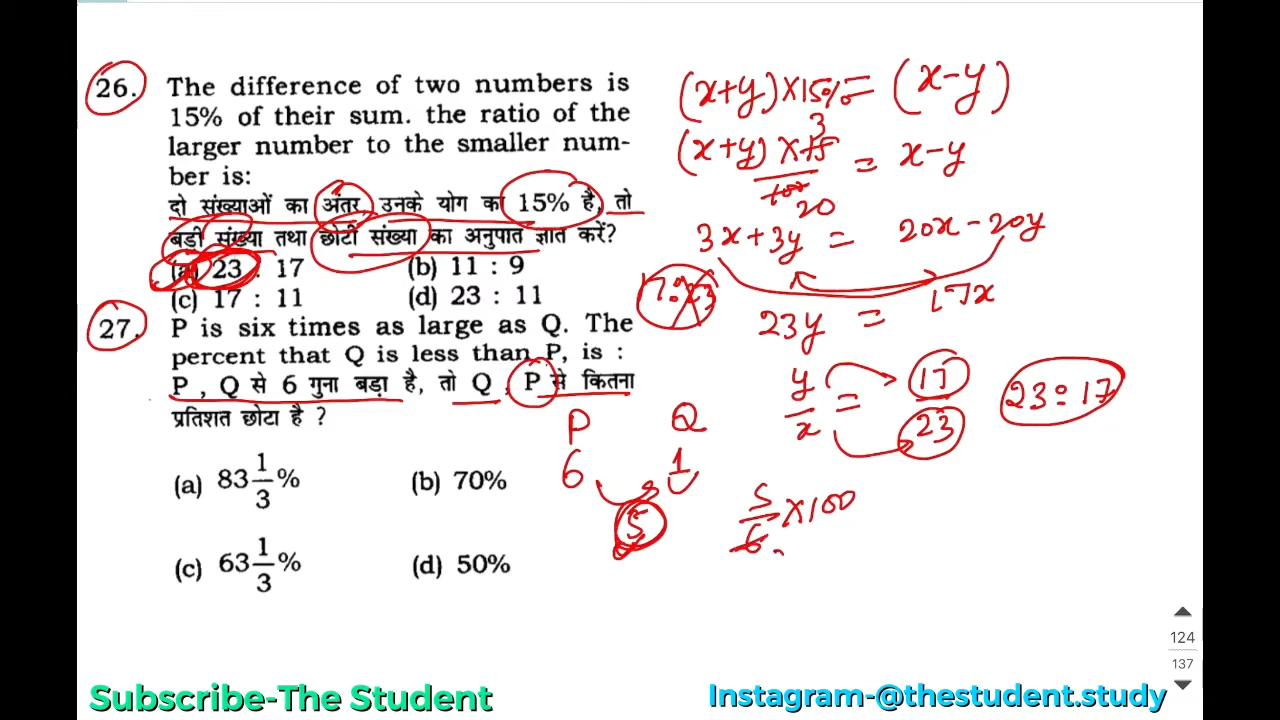 26. The difference of two numbers is
15% of their sum. the ratio of the
larger number to the smaller num-
ber is:
दो संख्याओं का अंतर उनके योग का 15% है, तो
बड़ी संख्या तथा छोटी संख्या का अनुपात ज्ञात करें?
(a) 23 : 17 (b) 11 : 9
(c) 17 : 11 (d) 23 : 11
27. P is six times as large as Q. The
percent that Q is less than P, is :
P , Q से 6 गुना बड़ा है, तो Q , P से कितना
प्रतिशत छोटा है ?
(a) 83 1/3 % (b) 70%
(c) 63 1/3 % (d) 50%
(x+y)×15% = (x-y)
(x+y) × 15/100 = x-y
3
20
3x+3y = 20x-20y
17:23
23y = 17x
y/x = 17/23
23:17
P Q
6 1
5
5/6 ×100
124
137
Subscribe-The Student
Instagram-@thestudent.study